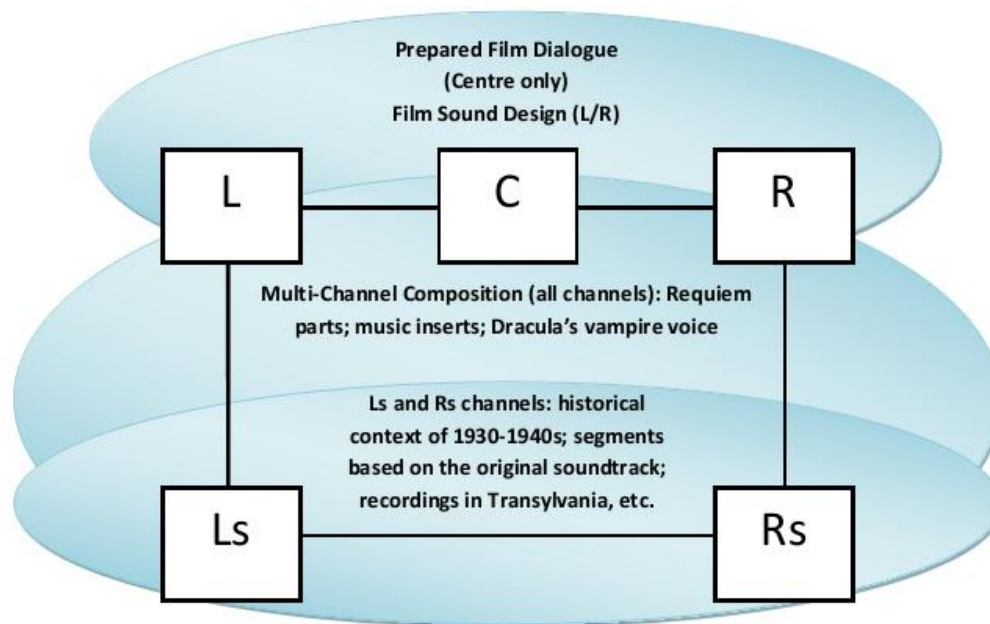 Prepared Film Dialogue
(Centre only)
Film Sound Design (L/R)
L
C
R
Multi-Channel Composition (all channels): Requiem
parts; music inserts; Dracula's vampire voice
Ls and Rs channels: historical
context of 1930-1940s; segments
based on the original soundtrack;
recordings in Transylvania, etc.
Ls
Rs